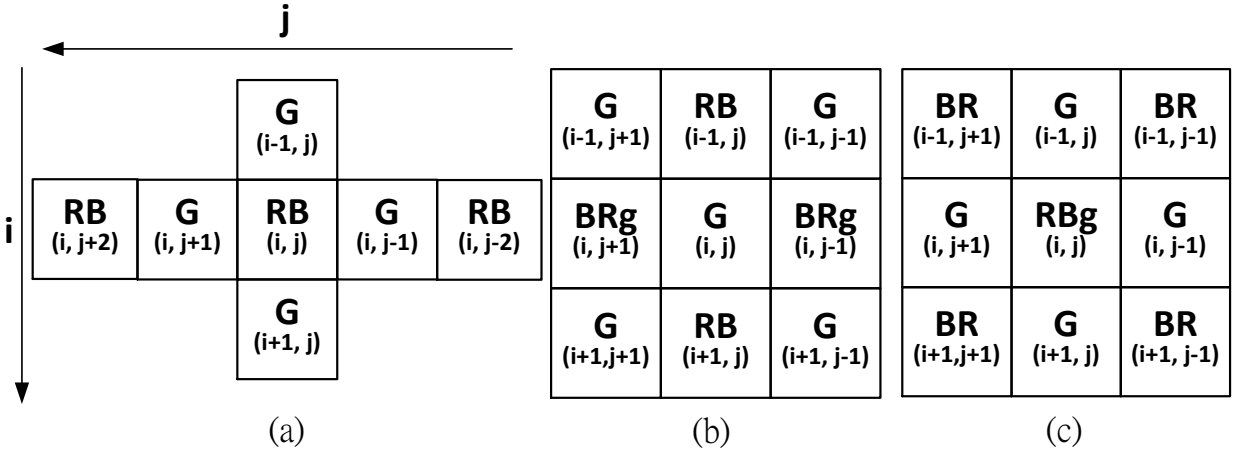 j
i
G
(i-1, j)
RB
(i, j+2)
G
(i, j+1)
RB
(i, j)
G
(i, j-1)
RB
(i, j-2)
G
(i+1, j)
(a)
G
(i-1, j+1)
RB
(i-1, j)
G
(i-1, j-1)
BRg
(i, j+1)
G
(i, j)
BRg
(i, j-1)
G
(i+1,j+1)
RB
(i+1, j)
G
(i+1, j-1)
(b)
BR
(i-1, j+1)
G
(i-1, j)
BR
(i-1, j-1)
G
(i, j+1)
RBg
(i, j)
G
(i, j-1)
BR
(i+1,j+1)
G
(i+1, j)
BR
(i+1, j-1)
(c)